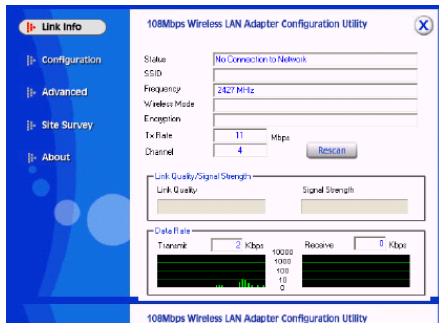 Link Info
Configuration
Advanced
Site Survey
About
108Mbps Wireless LAN Adapter Configuration Utility
X
Status No Connection to Network
SSID
Frequency 2427 MHz
Wireless Mode
Encryption
Tx Rate 11 Mbps
Channel 4 Rescan
Link Quality/Signal Strength
Link Quality Signal Strength
Data Rate
Transmit 2 Kbps Receive 0 Kbps
10000
1000
100
10
0
108Mbps Wireless LAN Adapter Configuration Utility